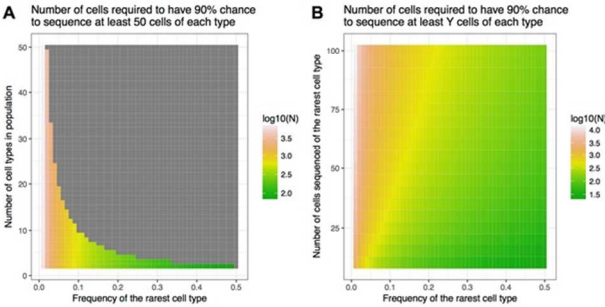 A
Number of cells required to have 90% chance
to sequence at least 50 cells of each type
Number of cell types in population
50
40
30
20
10
0
0.0 0.1 0.2 0.3 0.4 0.5
Frequency of the rarest cell type
log10(N)
3.5
3.0
2.5
2.0
B
Number of cells required to have 90% chance
to sequence at least Y cells of each type
Number of cells sequenced of the rarest cell type
100
75
50
25
0.0 0.1 0.2 0.3 0.4 0.5
Frequency of the rarest cell type
log10(N)
4.0
3.5
3.0
2.5
2.0
1.5